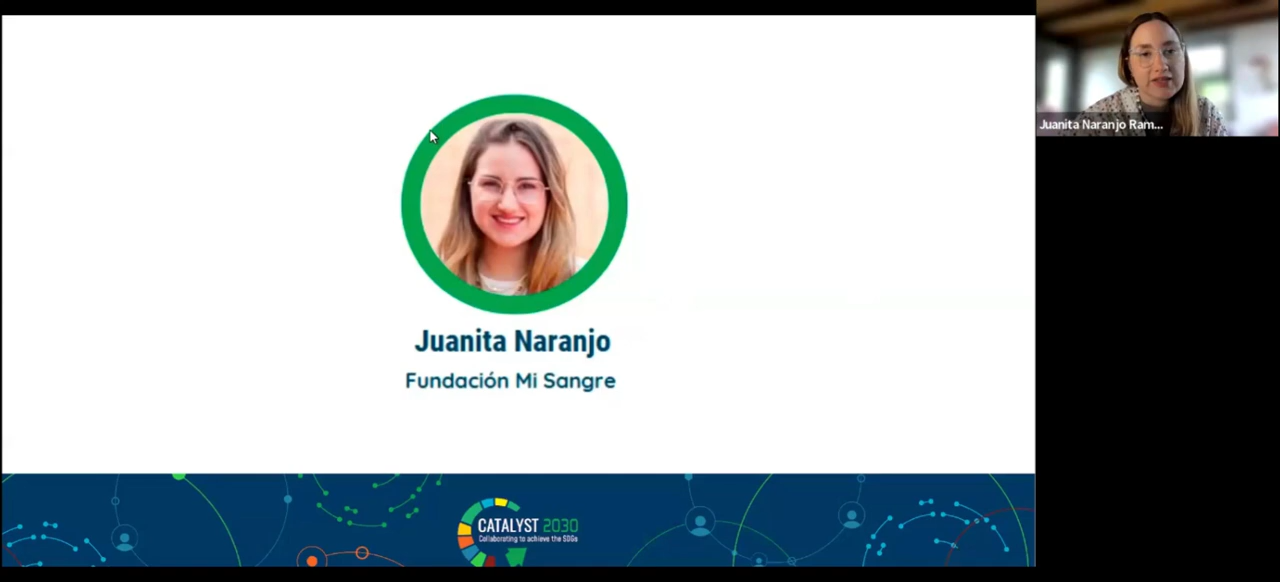 Juanita Naranjo Ram...
Juanita Naranjo
Fundación Mi Sangre
CATALYST 2030
Collaborating to achieve the SDGs